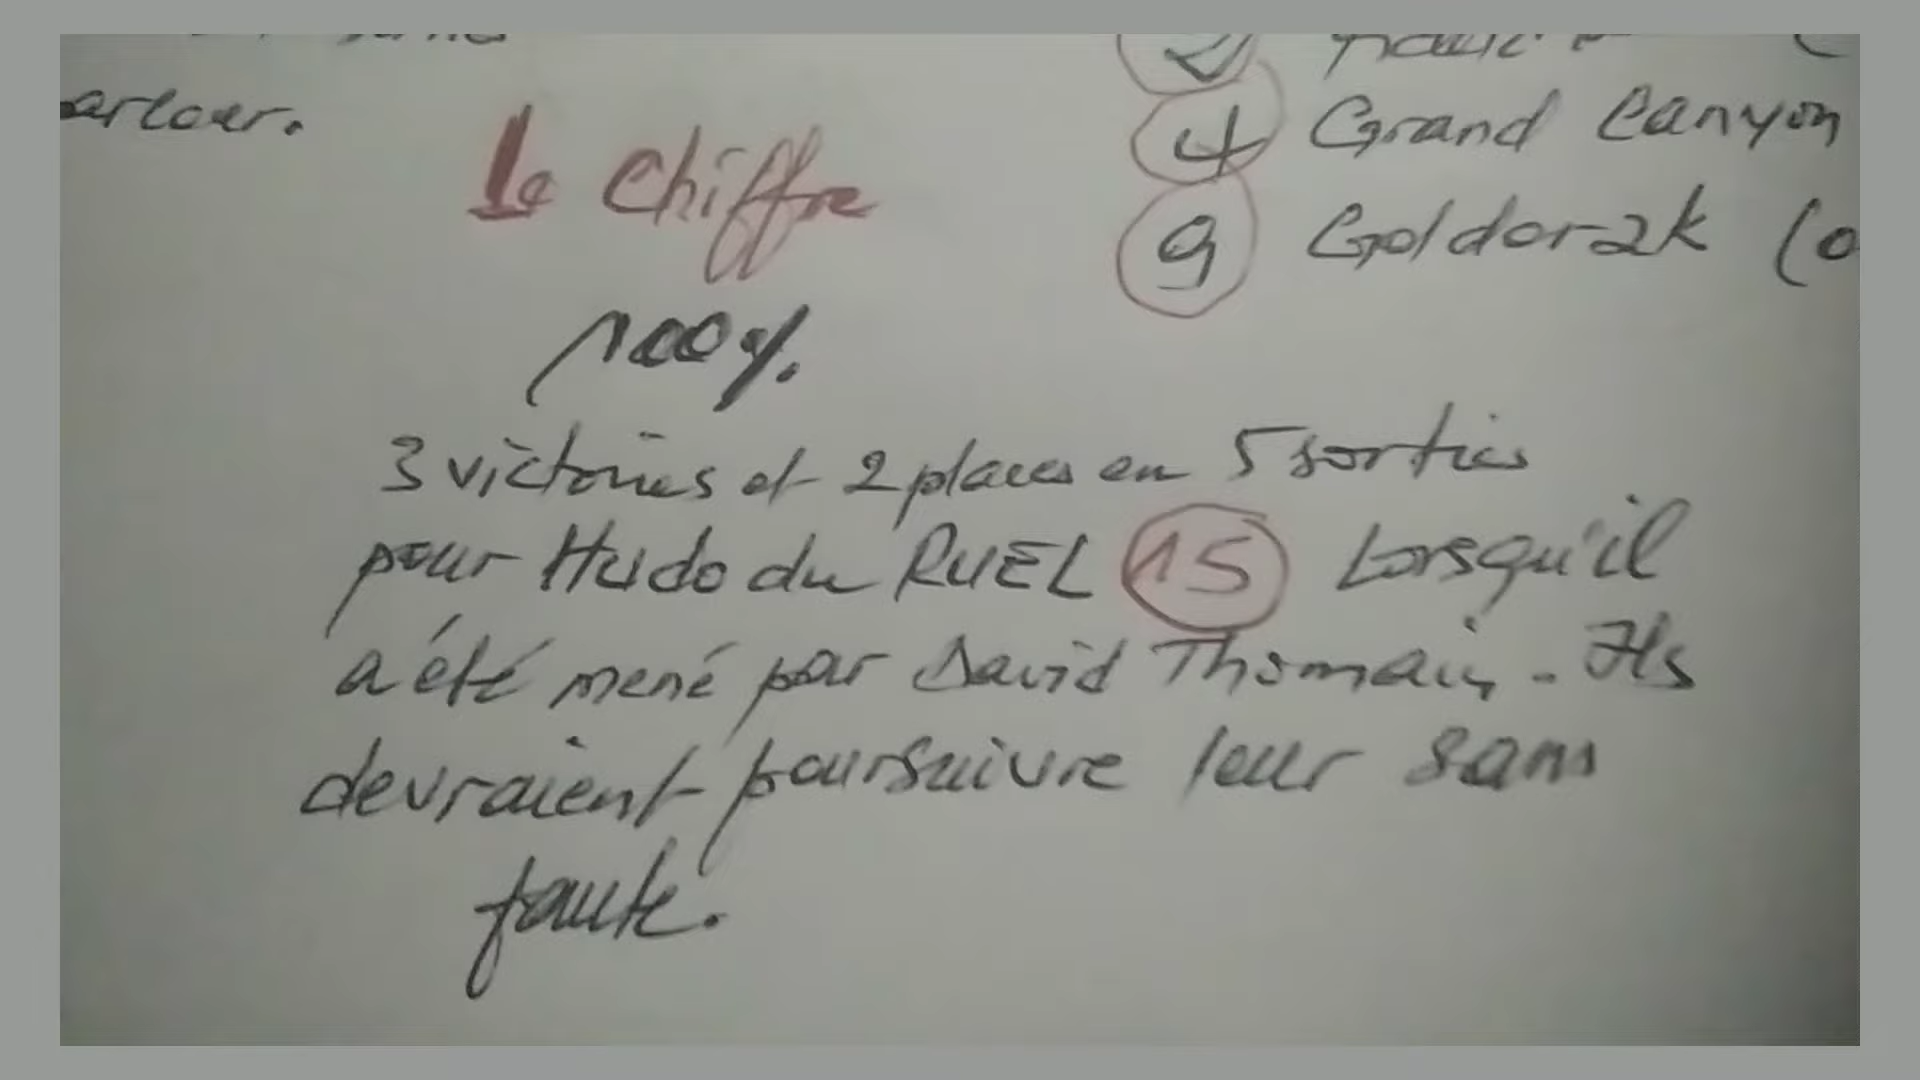 parlour.
Le Chiffre
100%.
3 victoires et 2 places en 5 sorties
pour Hudo du RUEL 15 Lorsqu'il
a été mené par David Thomain. Ils
devraient poursuivre leur sans
faute.
4 Grand Canyon
9 Goldorak (